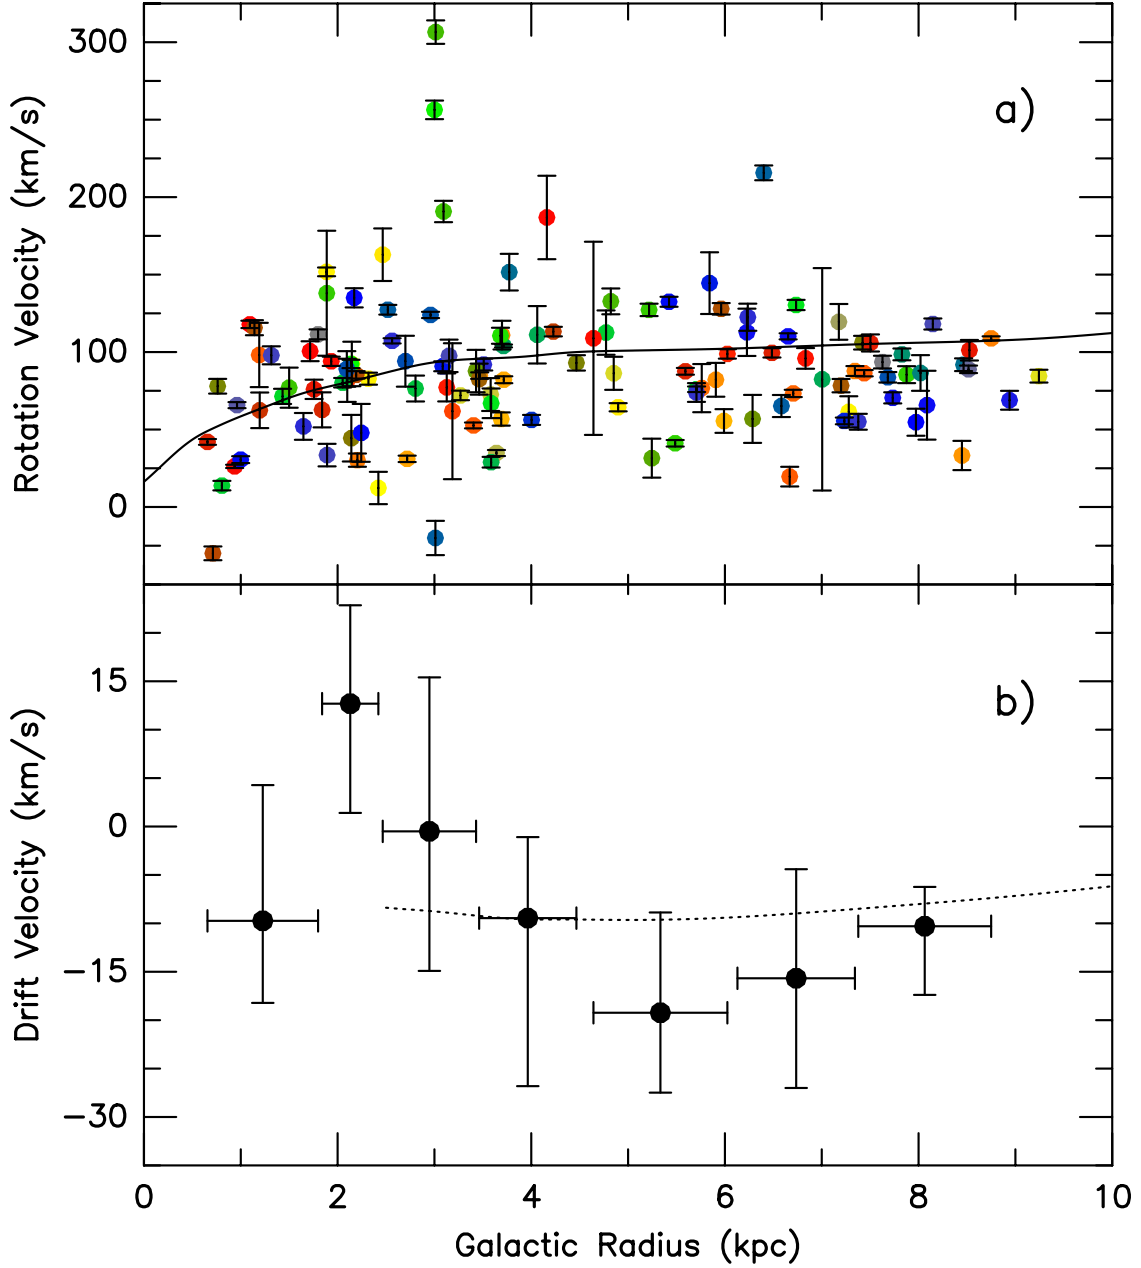 300
200
100
0
Rotation Velocity (km/s)
a)
15
0
−15
−30
Drift Velocity (km/s)
b)
0 2 4 6 8 10
Galactic Radius (kpc)